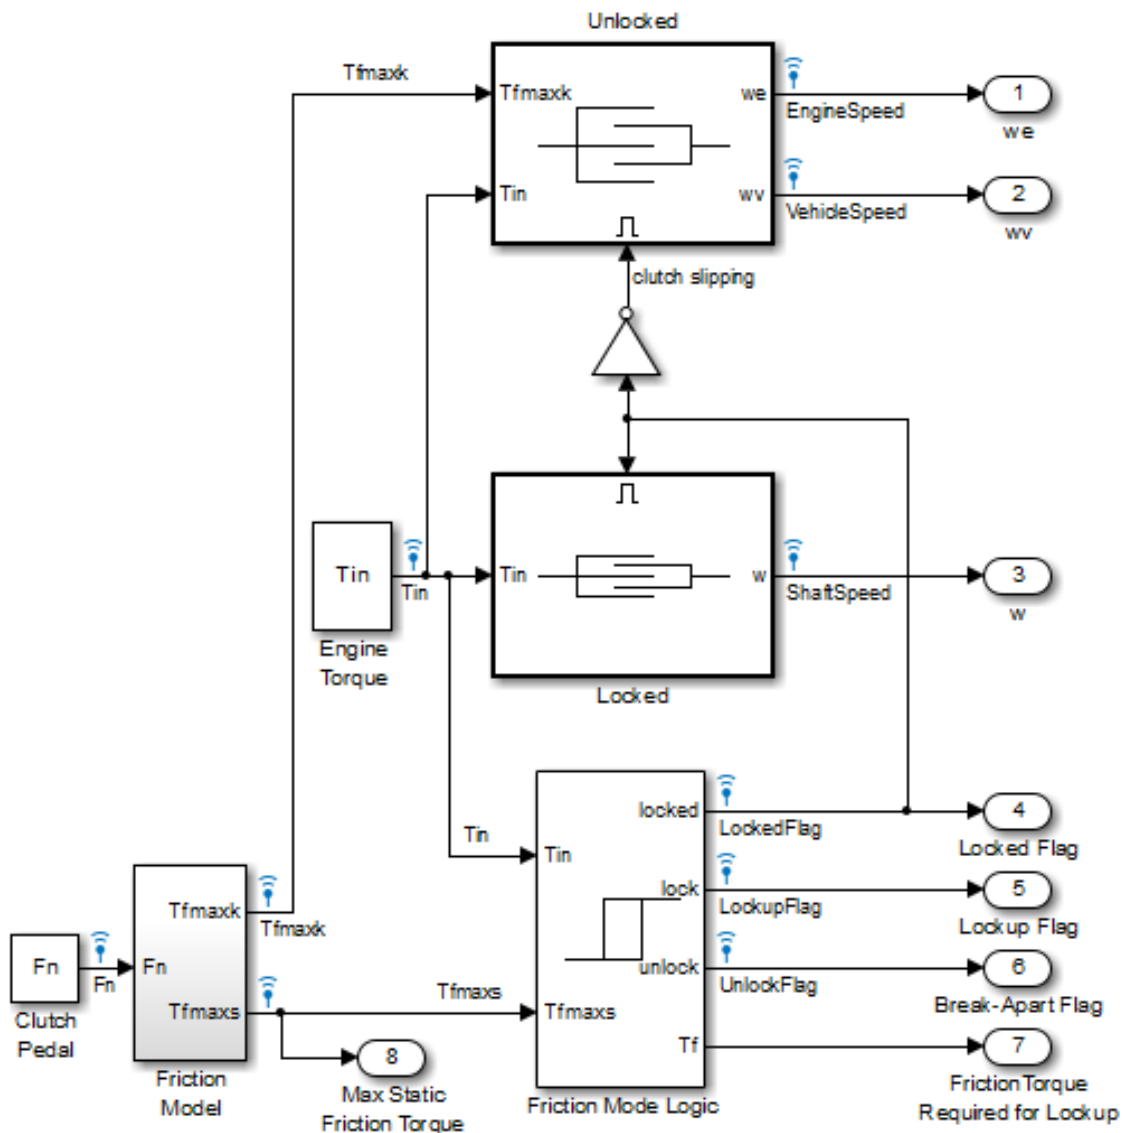 Unlocked
Tfmaxk
Tfmaxk
we
EngineSpeed
1
we
Tin
wv
VehicleSpeed
2
wv
clutch slipping
Tin
Tin
Engine
Torque
Tin
w
ShaftSpeed
3
w
Locked
locked
LockedFlag
4
Locked Flag
Tin
Tin
lock
LockupFlag
5
Lockup Flag
unlock
UnlockFlag
6
Break-Apart Flag
Tfmaxs
Tfmaxs
Tf
7
Friction Torque
Required for Lockup
Friction Mode Logic
Fn
Fn
Clutch
Pedal
Fn
Tfmaxk
Tfmaxk
Tfmaxs
Friction
Model
8
Max Static
Friction Torque